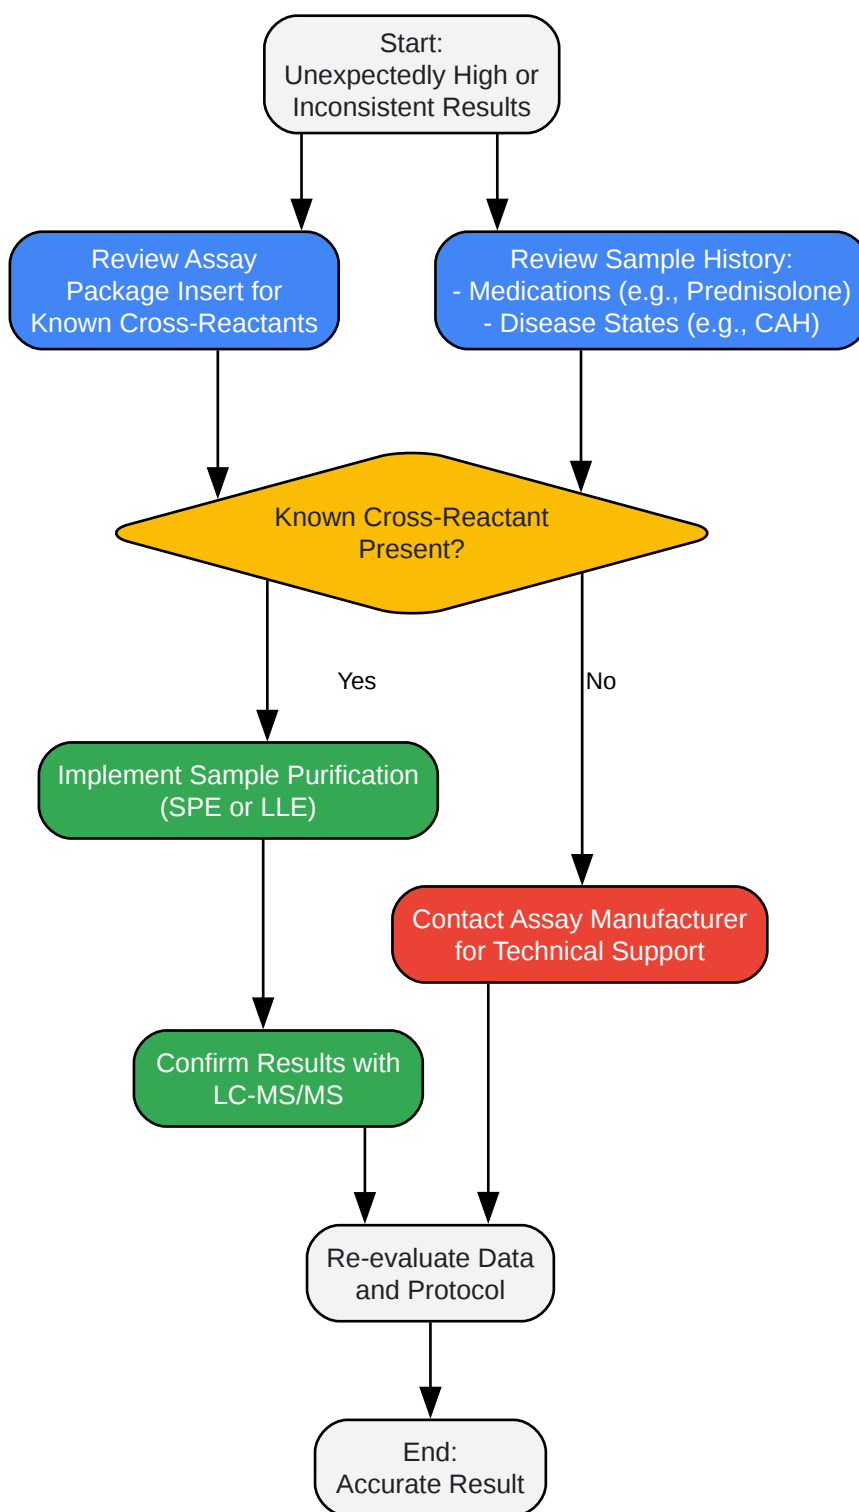 Start:
Unexpectedly High or
Inconsistent Results
Review Assay
Package Insert for
Known Cross-Reactants
Review Sample History:
- Medications (e.g., Prednisolone)
- Disease States (e.g., CAH)
Known Cross-Reactant
Present?
Yes
No
Implement Sample Purification
(SPE or LLE)
Contact Assay Manufacturer
for Technical Support
Confirm Results with
LC-MS/MS
Re-evaluate Data
and Protocol
End:
Accurate Result